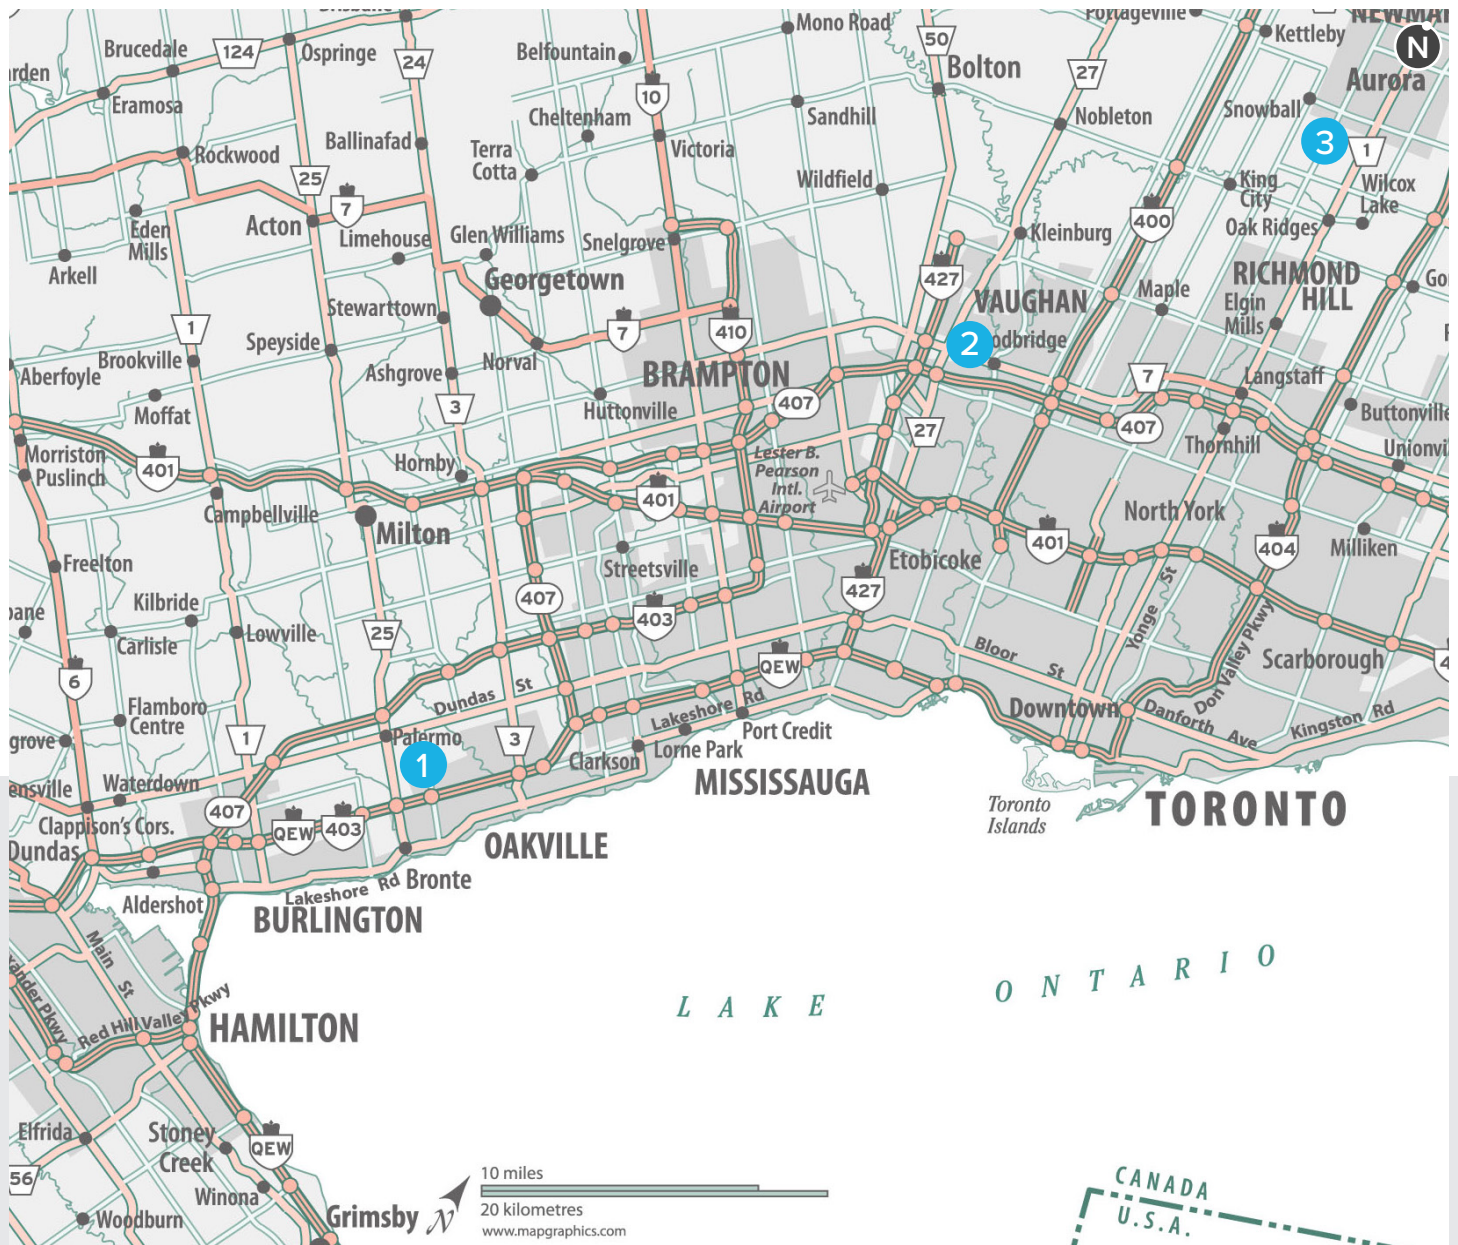 Brucedale
124
Ospringe
24
Eramosa
Rockwood
Ballinafad
25
7
Acton
Eden
Mills
Arkell
Limehouse
Belfountain
10
Cheltenham
Terra
Cotta
Victoria
Glen Williams
Snelgrove
Georgetown
Stewarttown
Mono Road
Sandhill
Wildfield
50
Bolton
27
Nobleton
Pottageville
Kettleby
N
Aurora
Snowball
3
1
King
City
Wilcox
Lake
Oak Ridges
400
Kleinburg
427
VAUGHAN
Maple
RICHMOND
HILL
Elgin
Mills
2
1
Brookville
Speyside
Aberfoyle
Moffat
Ashgrove
3
Norval
7
410
BRAMPTON
407
Huttonville
7
Langstaff
407
Thornhill
27
Morriston
Puslinch
401
Hornby
Campbellville
Milton
401
Lester B.
Pearson
Intl.
Airport
North York
404
Milliken
Etobicoke
401
427
Streetsville
407
403
Freelton
Kilbride
Carlisle
Lowville
25
6
Flamboro
Centre
1
Dundas St
Palermo
1
3
QEW
Lakeshore Rd
Port Credit
Lorne Park
Clarkson
MISSISSAUGA
Bloor St
Yonge St
Don Valley Pkwy
Scarborough
Downtown
Danforth Ave
Kingston Rd
Toronto
Islands
TORONTO
Waterdown
407
Clappison's Cors.
Dundas
QEW
403
OAKVILLE
Bronte
Lakeshore Rd
Aldershot
BURLINGTON
Main St
Red Hill Valley Pkwy
HAMILTON
LAKE ONTARIO
Elfrida
Stoney
Creek
QEW
56
Winona
Woodburn
Grimsby
N
10 miles
20 kilometres
www.mapgraphics.com
CANADA
U.S.A.